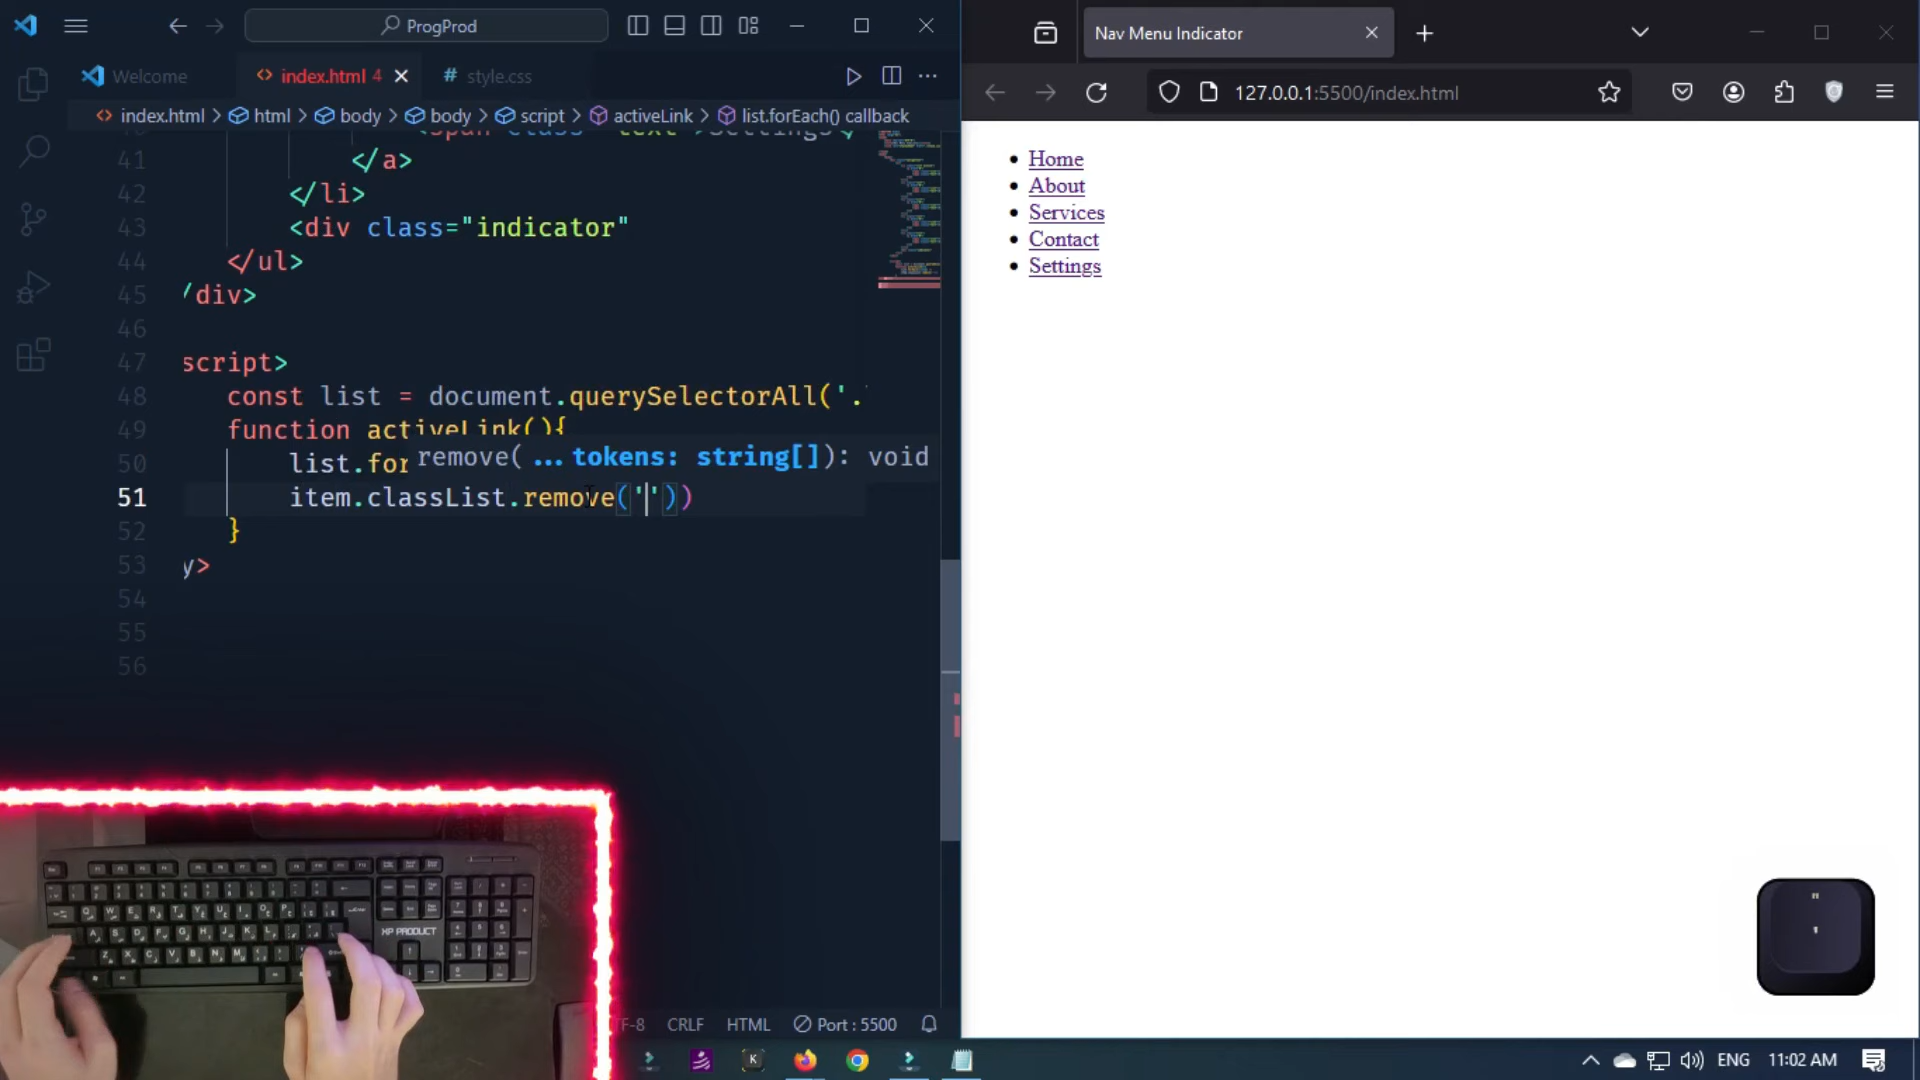 ProgProd
Welcome
index.html 4
# style.css
index.html > html > body > body > script > activeLink > list.forEach() callback
41 </a>
42 </li>
43 <div class="indicator"
44 </ul>
45 /div>
46
47 script>
48 const list = document.querySelectorAll('.
49 function activeLink(){
50 list.for
remove(...tokens: string[]): void
51 item.classList.remove(''))
52 }
53 y>
54
55
56
TF-8 CRLF HTML Port : 5500
Nav Menu Indicator
127.0.0.1:5500/index.html
Home
About
Services
Contact
Settings
XP PRODUCT
"
'
ENG 11:02 AM